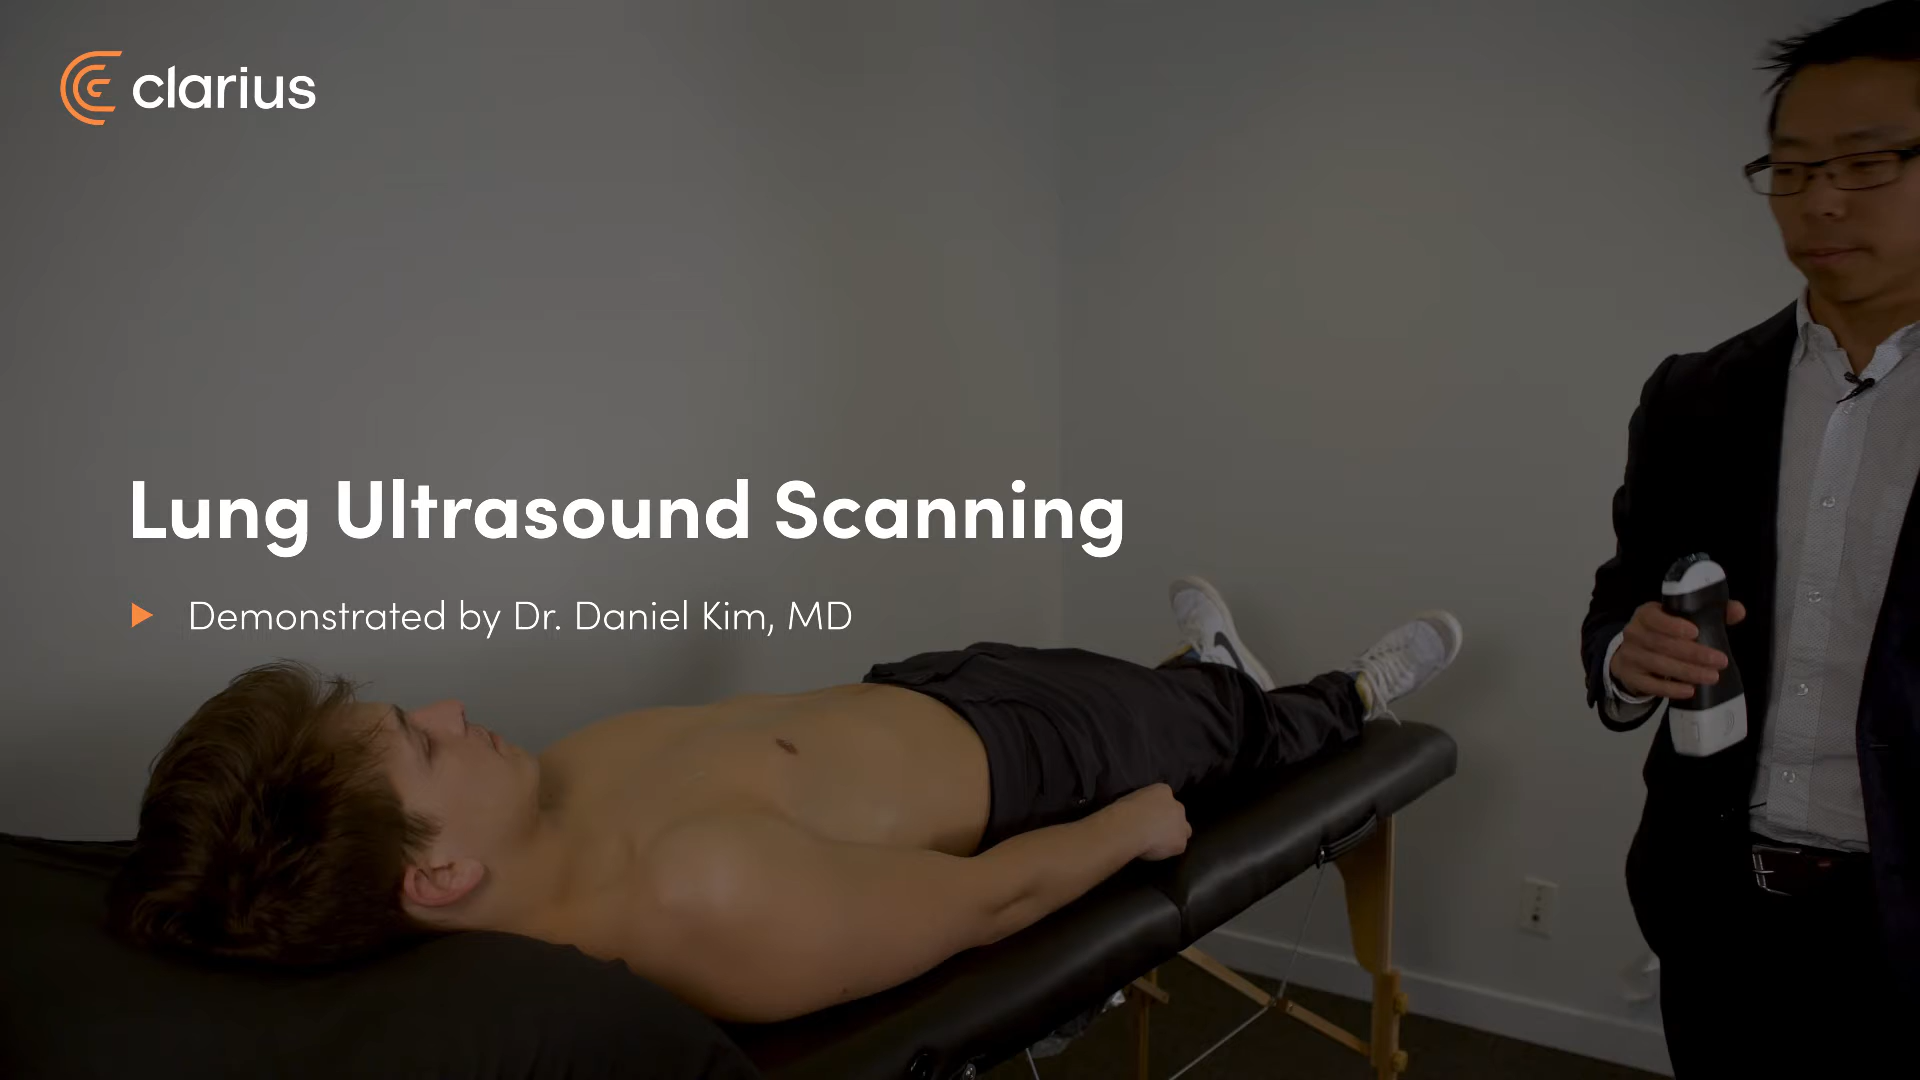 clarius
Lung Ultrasound Scanning
Demonstrated by Dr. Daniel Kim, MD